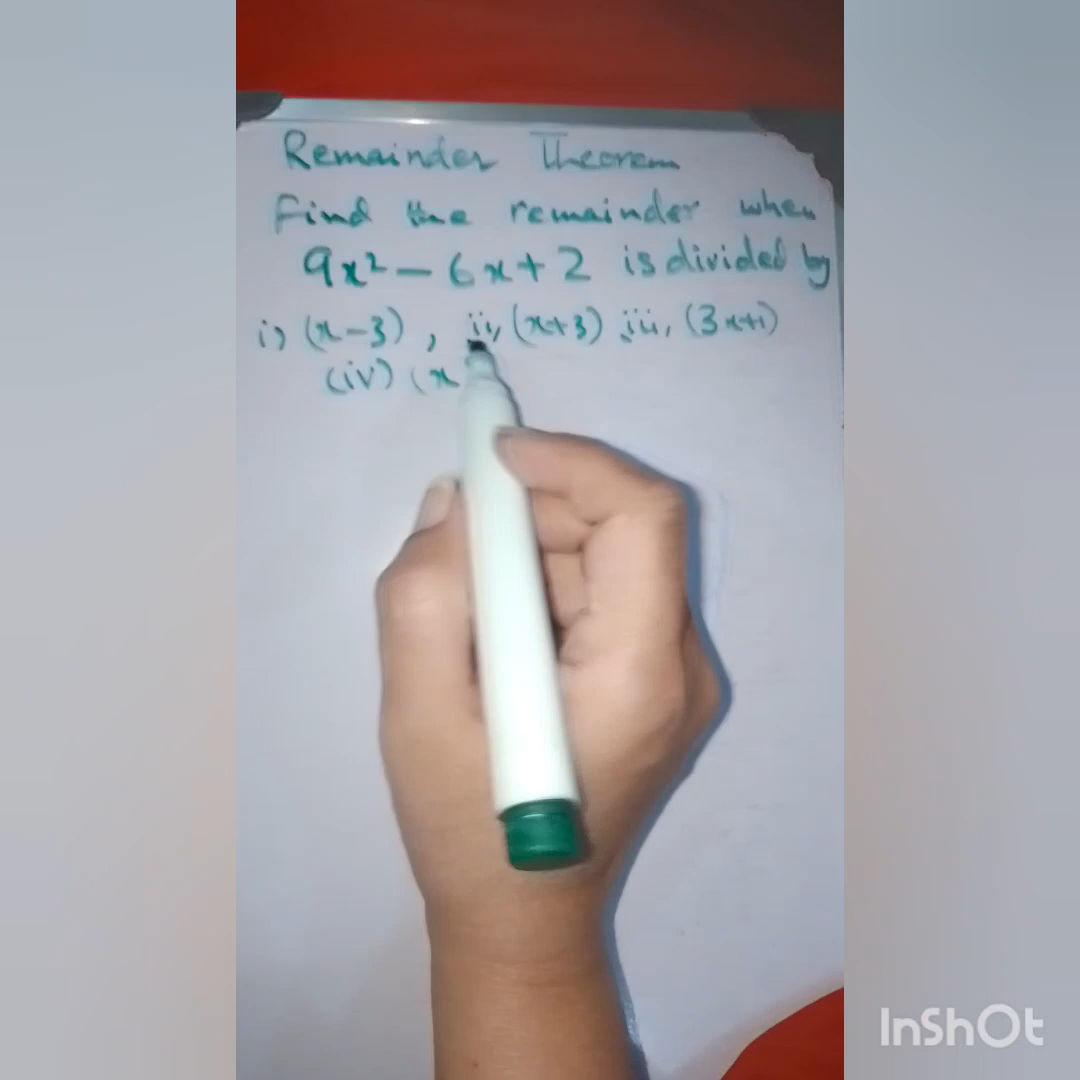 Remainder Theorem
Find the remainder when
9x² - 6x + 2 is divided by
i) (x-3), ii, (x+3) iii, (3x+1)
(iv) (x
InShOt